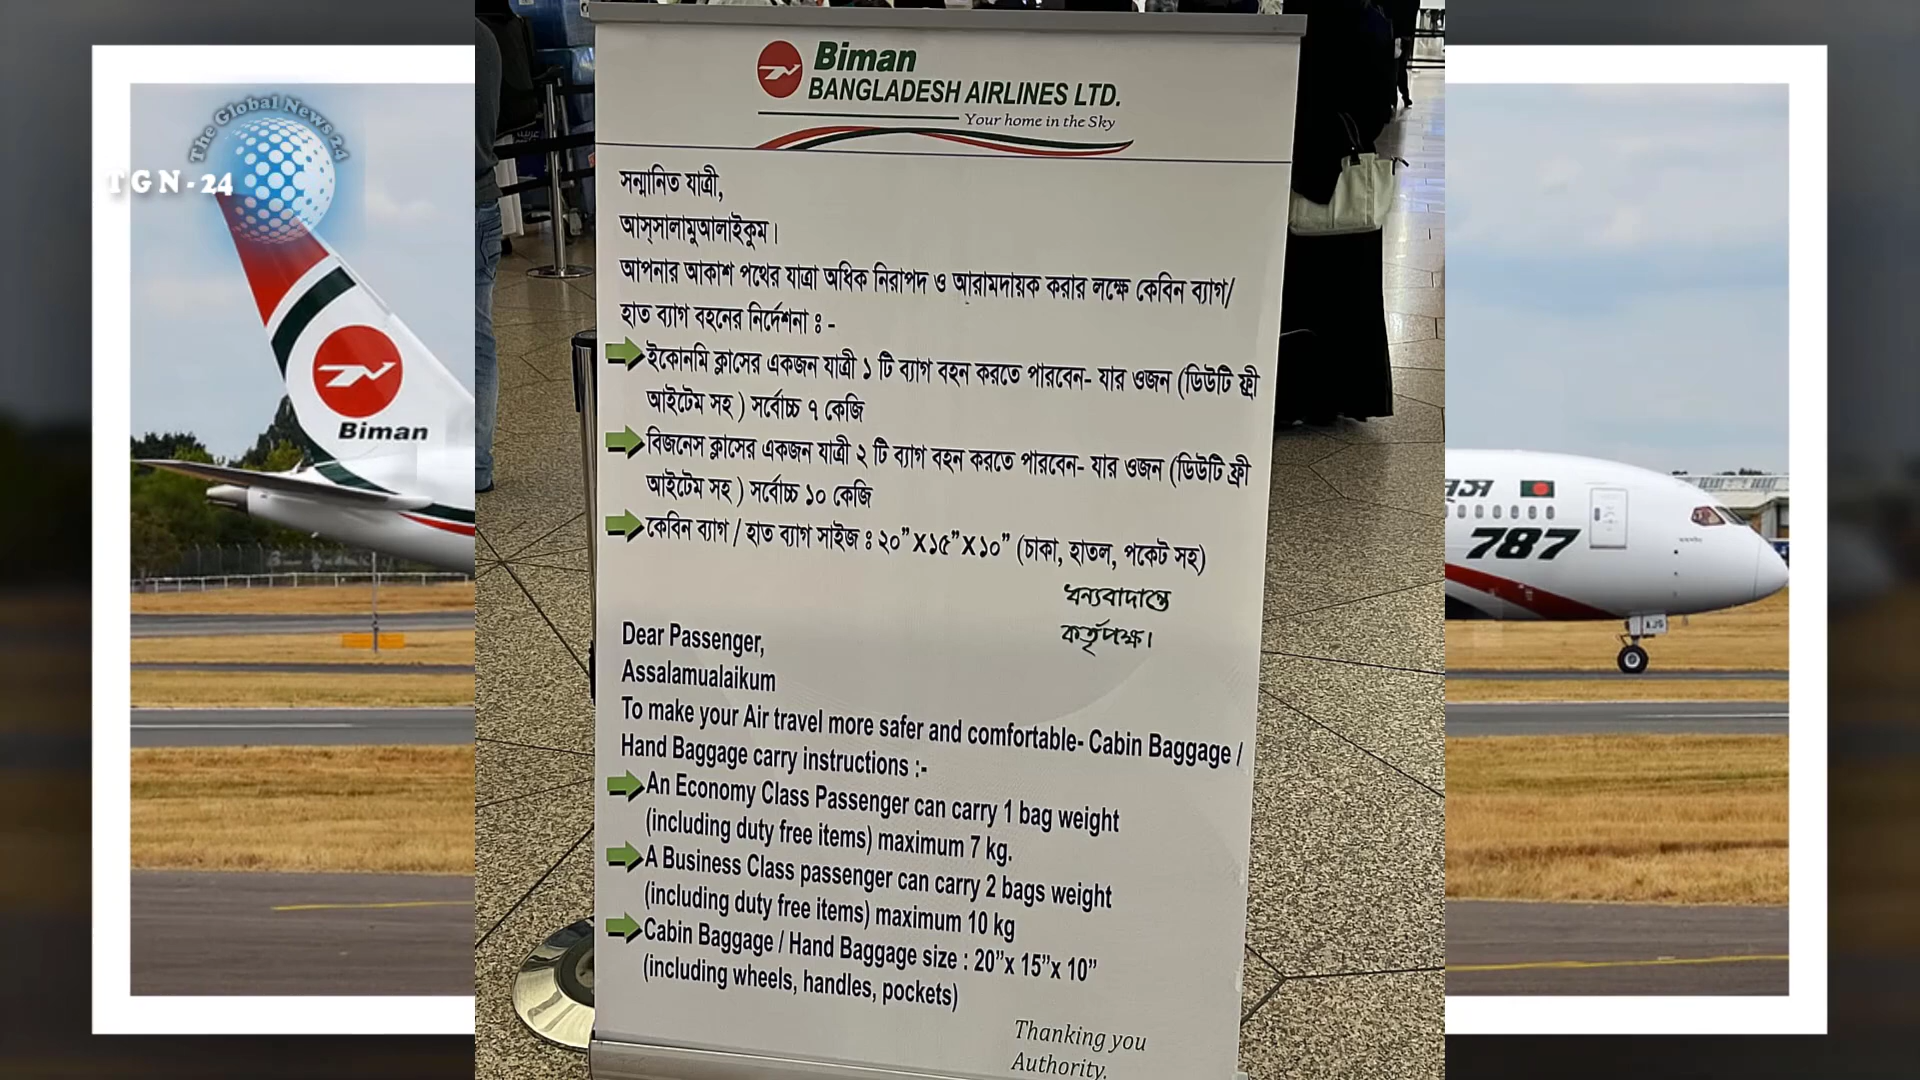 The Global News 24
TGN-24
Biman
BANGLADESH AIRLINES LTD.
Your home in the Sky
সন্মানিত যাত্রী,
আস্সালামুআলাইকুম।
আপনার আকাশ পথের যাত্রা অধিক নিরাপদ ও আরামদায়ক করার লক্ষে কেবিন ব্যাগ/
হাত ব্যাগ বহনের নির্দেশনা ঃ -
ইকোনমি ক্লাসের একজন যাত্রী ১ টি ব্যাগ বহন করতে পারবেন- যার ওজন (ডিউটি ফ্রী
আইটেম সহ ) সর্বোচ্চ ৭ কেজি
বিজনেস ক্লাসের একজন যাত্রী ২ টি ব্যাগ বহন করতে পারবেন- যার ওজন (ডিউটি ফ্রী
আইটেম সহ ) সর্বোচ্চ ১০ কেজি
কেবিন ব্যাগ / হাত ব্যাগ সাইজ ঃ ২০”X১৫”X১০” (চাকা, হাতল, পকেট সহ)
ধন্যবাদান্তে
কর্তৃপক্ষ।
Dear Passenger,
Assalamualaikum
To make your Air travel more safer and comfortable- Cabin Baggage /
Hand Baggage carry instructions :-
An Economy Class Passenger can carry 1 bag weight
(including duty free items) maximum 7 kg.
A Business Class passenger can carry 2 bags weight
(including duty free items) maximum 10 kg
Cabin Baggage / Hand Baggage size : 20”x 15”x 10”
(including wheels, handles, pockets)
Thanking you
Authority.
Biman
787